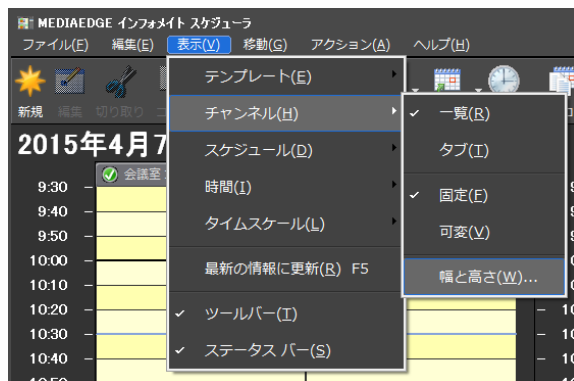 MEDIAEDGE インフォメイト スケジューラ
ファイル(F) 編集(E) 表示(V) 移動(G) アクション(A) ヘルプ(H)
新規 編集 切り取り
2015年4月7
会議室
9:30
9:40
9:50
10:00
10:10
10:20
10:30
10:40
テンプレート(E)
チャンネル(H)
スケジュール(D)
時間(I)
タイムスケール(L)
最新の情報に更新(R) F5
ツールバー(T)
ステータス バー(S)
一覧(R)
タブ(T)
固定(F)
可変(V)
幅と高さ(W)...